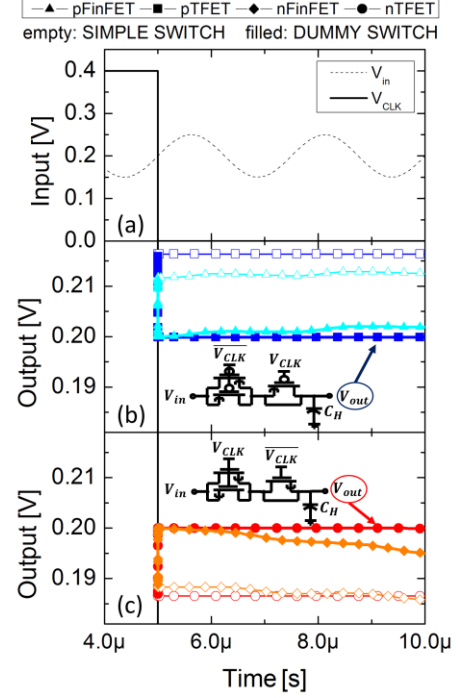 pFinFET pTFET nFinFET nTFET
empty: SIMPLE SWITCH filled: DUMMY SWITCH
0.4
0.3
0.2
0.1
0.0
Input [V]
V_in
V_CLK
(a)
0.21
0.20
0.19
Output [V]
V_CLK V_CLK
V_in V_out
C_H
(b)
0.21
0.20
0.19
Output [V]
V_CLK V_CLK
V_in V_out
C_H
(c)
4.0µ 6.0µ 8.0µ 10.0µ
Time [s]